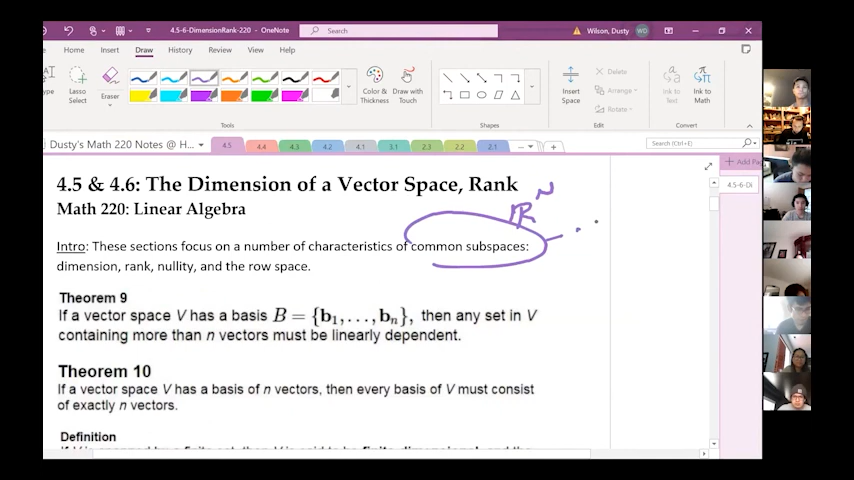 4.5-6-DimensionRank-220 - OneNote
Search
Wilson, Dusty
WD
Home Insert Draw History Review View Help
Type
Lasso Select
Eraser
Color & Thickness
Draw with Touch
Insert Space
Delete
Arrange
Rotate
Ink to Text
Ink to Math
Tools Shapes Edit Convert
Dusty's Math 220 Notes @ H...
4.5 4.4 4.3 4.2 4.1 3.1 2.3 2.2 2.1
Search (Ctrl+E)
Add Pag
4.5-6-Di
4.5 & 4.6: The Dimension of a Vector Space, Rank
Math 220: Linear Algebra
ℝ^N
Intro: These sections focus on a number of characteristics of common subspaces:
dimension, rank, nullity, and the row space.
Theorem 9
If a vector space V has a basis B = {b₁, . . . , bₙ}, then any set in V
containing more than n vectors must be linearly dependent.
Theorem 10
If a vector space V has a basis of n vectors, then every basis of V must consist
of exactly n vectors.
Definition